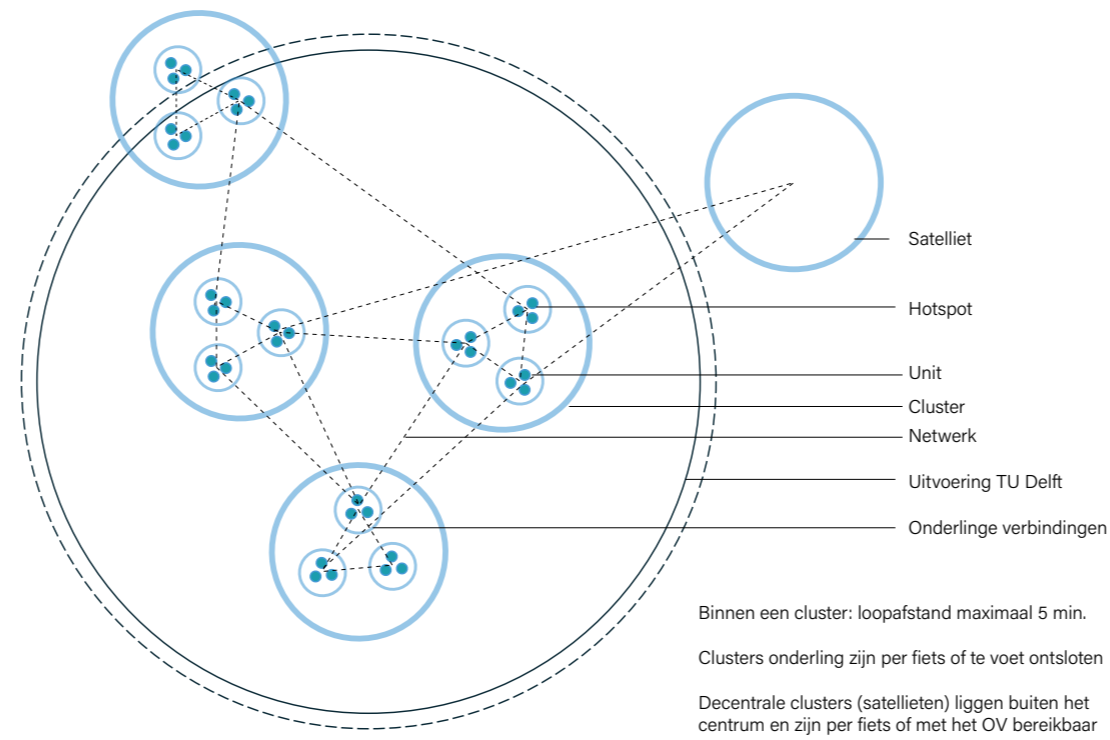 Satelliet
Hotspot
Unit
Cluster
Netwerk
Uitvoering TU Delft
Onderlinge verbindingen
Binnen een cluster: loopafstand maximaal 5 min.
Clusters onderling zijn per fiets of te voet ontsloten
Decentrale clusters (satellieten) liggen buiten het
centrum en zijn per fiets of met het OV bereikbaar